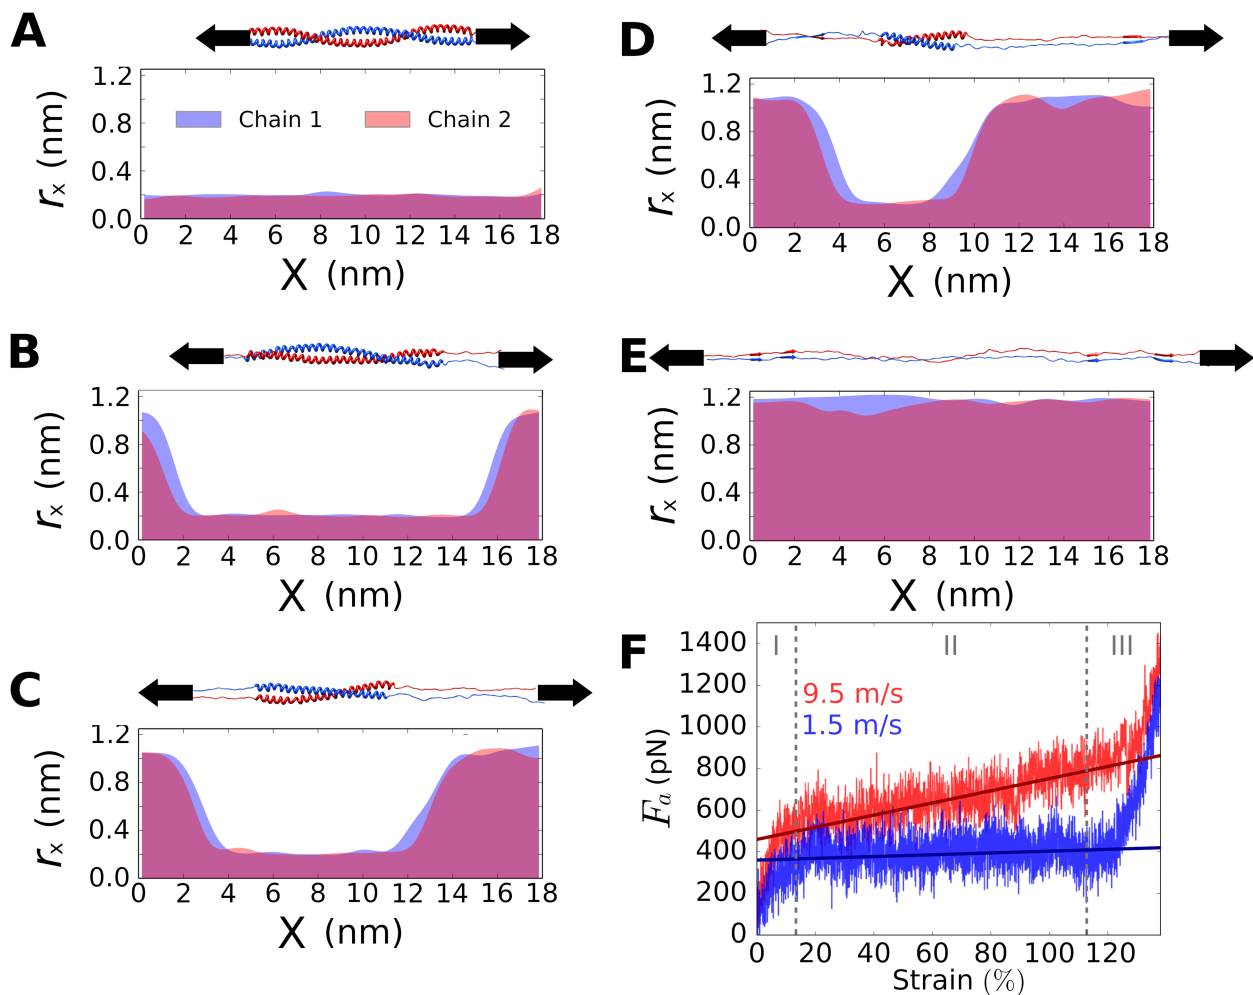 A
1.2
0.8
0.4
0.0
r x (nm)
Chain 1
Chain 2
0 2 4 6 8 10 12 14 16 18
X (nm)
B
1.2
0.8
0.4
0.0
r x (nm)
0 2 4 6 8 10 12 14 16 18
X (nm)
C
1.2
0.8
0.4
0.0
r x (nm)
0 2 4 6 8 10 12 14 16 18
X (nm)
D
1.2
0.8
0.4
0.0
r x (nm)
0 2 4 6 8 10 12 14 16 18
X (nm)
E
1.2
0.8
0.4
0.0
r x (nm)
0 2 4 6 8 10 12 14 16 18
X (nm)
F
1400
1200
1000
800
600
400
200
0
F a (pN)
I II III
9.5 m/s
1.5 m/s
0 20 40 60 80 100 120
Strain (%)